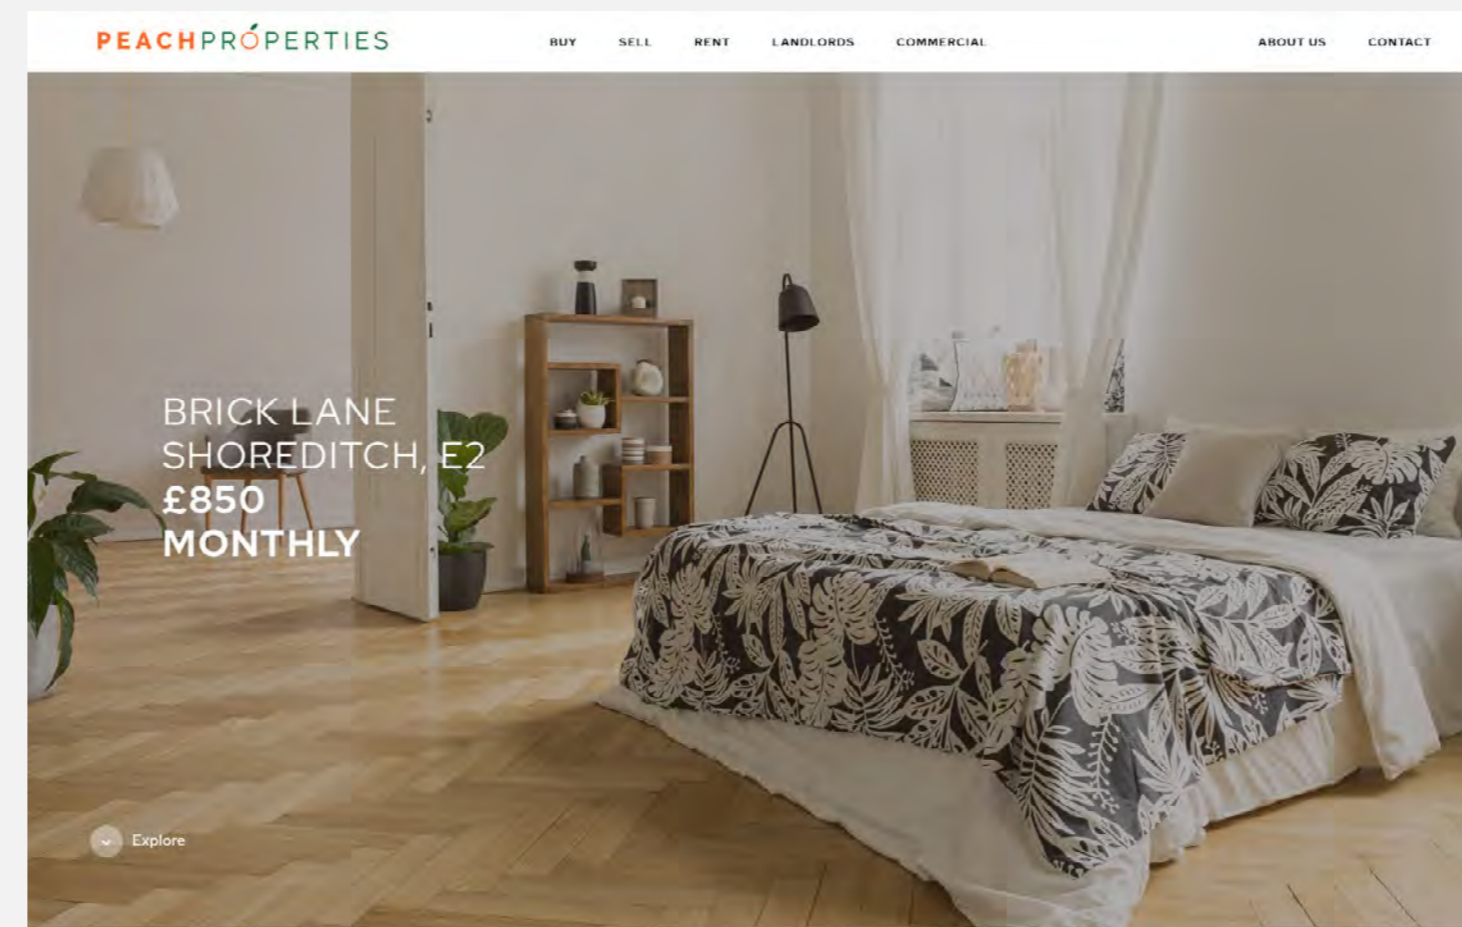 PEACHPROPERTIES
BUY SELL RENT LANDLORDS COMMERCIAL ABOUT US CONTACT
BRICK LANE
SHOREDITCH, E2
£850
MONTHLY
Explore